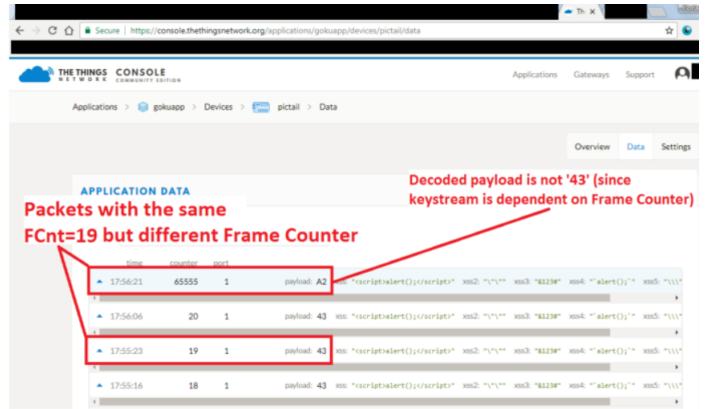 Th X
Secure | https://console.thethingsnetwork.org/applications/gokuapp/devices/pictail/data
THE THINGS NETWORK CONSOLE COMMUNITY EDITION
Applications Gateways Support
Applications > gokuapp > Devices > pictail > Data
Overview Data Settings
APPLICATION DATA
Decoded payload is not '43' (since
keystream is dependent on Frame Counter)
Packets with the same
FCnt=19 but different Frame Counter
time counter port
17:56:21 65555 1 payload: A2 xss: "<script>alert();</script>" xss2: "\"\"" xss3: "&123#" xss4: "`alert();`" xss5: "\\\"
17:56:06 20 1 payload: 43 xss: "<script>alert();</script>" xss2: "\"\"" xss3: "&123#" xss4: "`alert();`" xss5: "\\\"
17:55:23 19 1 payload: 43 xss: "<script>alert();</script>" xss2: "\"\"" xss3: "&123#" xss4: "`alert();`" xss5: "\\\"
17:55:16 18 1 payload: 43 xss: "<script>alert();</script>" xss2: "\"\"" xss3: "&123#" xss4: "`alert();`" xss5: "\\\"